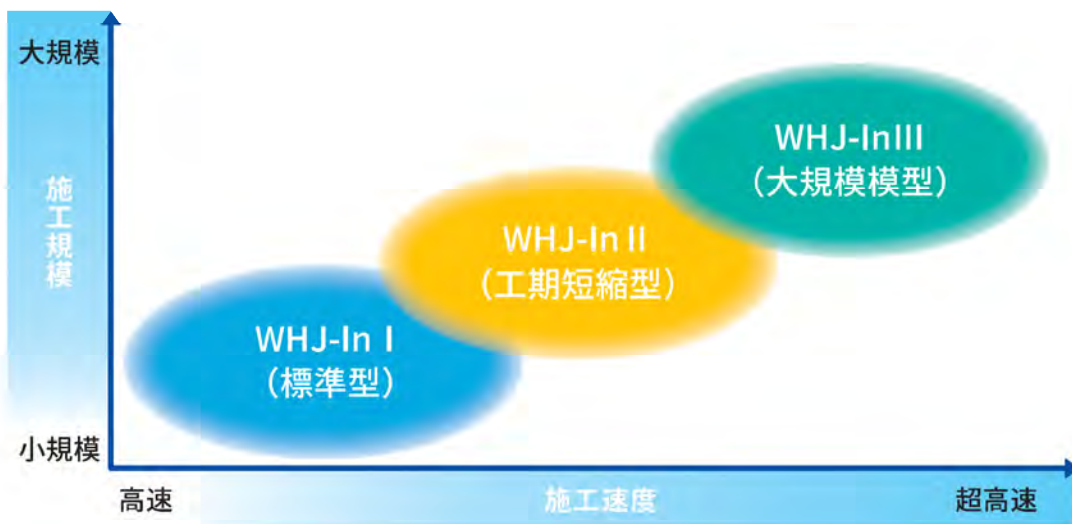 大規模
施工規模
小規模
WHJ-InIII
（大規模模型）
WHJ-In II
（工期短縮型）
WHJ-In I
（標準型）
高速
施工速度
超高速